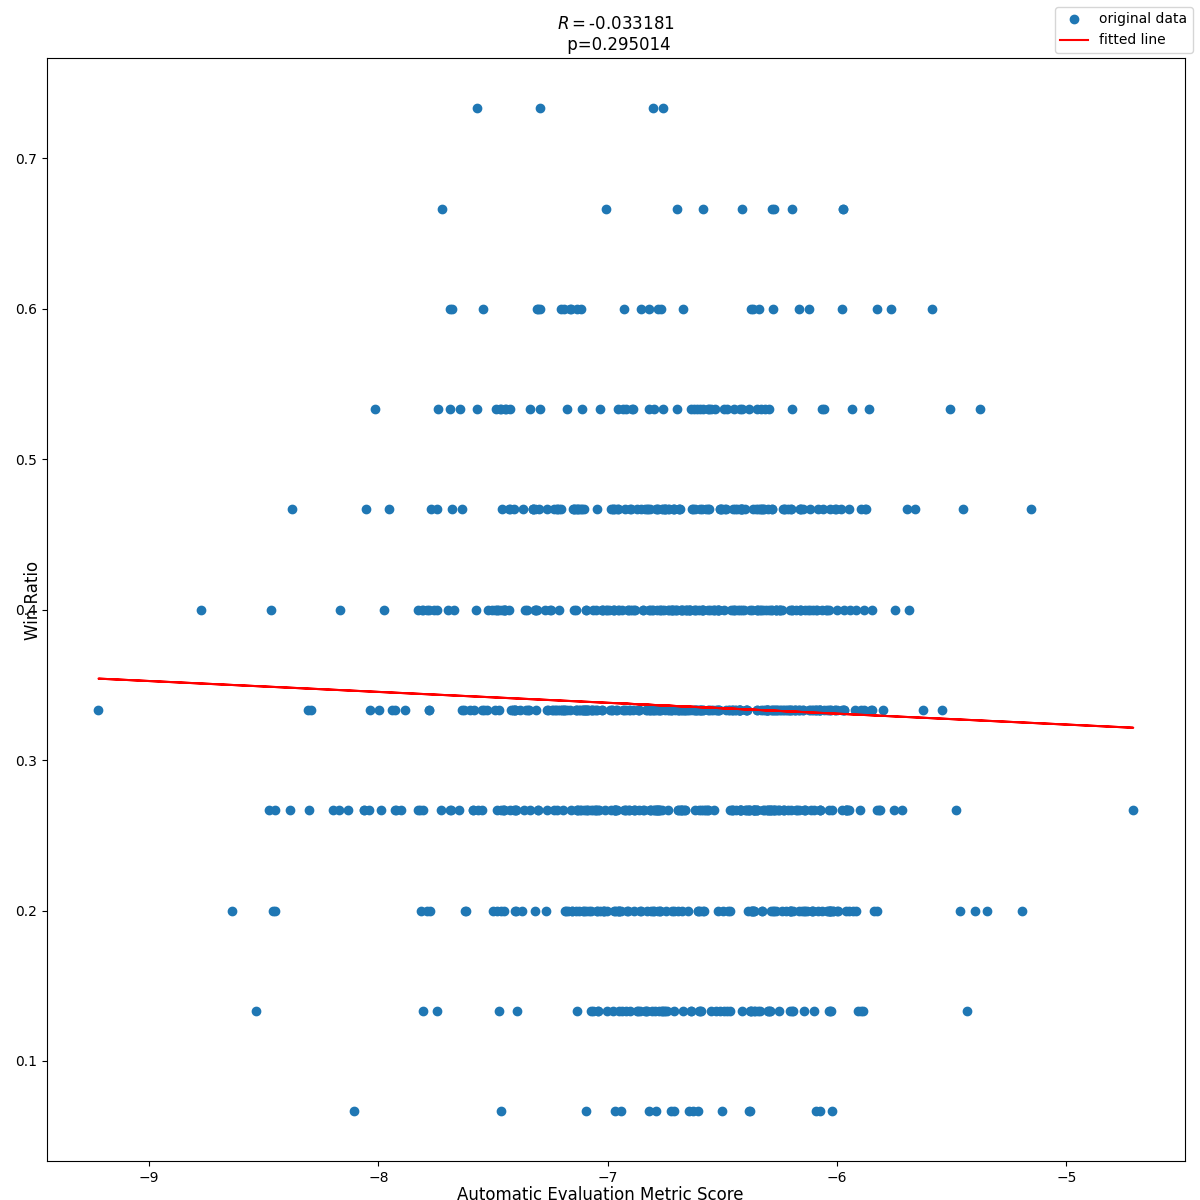 R = -0.033181
p=0.295014
original data
fitted line
0.7
0.6
0.5
0.4
0.3
0.2
0.1
Win Ratio
−9
−8
−7
−6
−5
Automatic Evaluation Metric Score